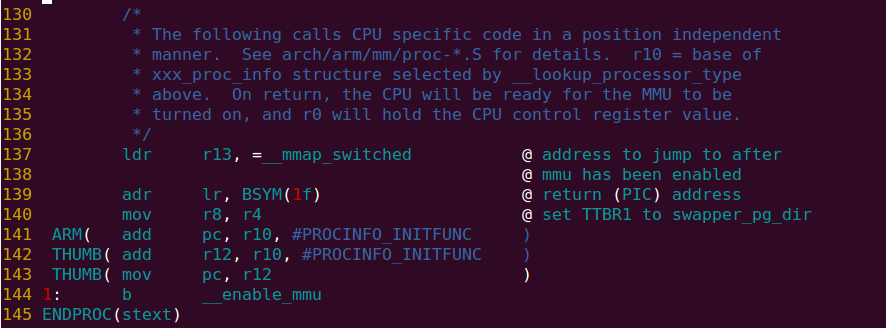 130         /*
131          * The following calls CPU specific code in a position independent
132          * manner.  See arch/arm/mm/proc-*.S for details.  r10 = base of
133          * xxx_proc_info structure selected by __lookup_processor_type
134          * above.  On return, the CPU will be ready for the MMU to be
135          * turned on, and r0 will hold the CPU control register value.
136          */
137         ldr     r13, =__mmap_switched           @ address to jump to after
138                                                 @ mmu has been enabled
139         adr     lr, BSYM(1f)                    @ return (PIC) address
140         mov     r8, r4                          @ set TTBR1 to swapper_pg_dir
141  ARM(   add     pc, r10, #PROCINFO_INITFUNC     )
142  THUMB( add     r12, r10, #PROCINFO_INITFUNC    )
143  THUMB( mov     pc, r12                         )
144 1:      b       __enable_mmu
145 ENDPROC(stext)